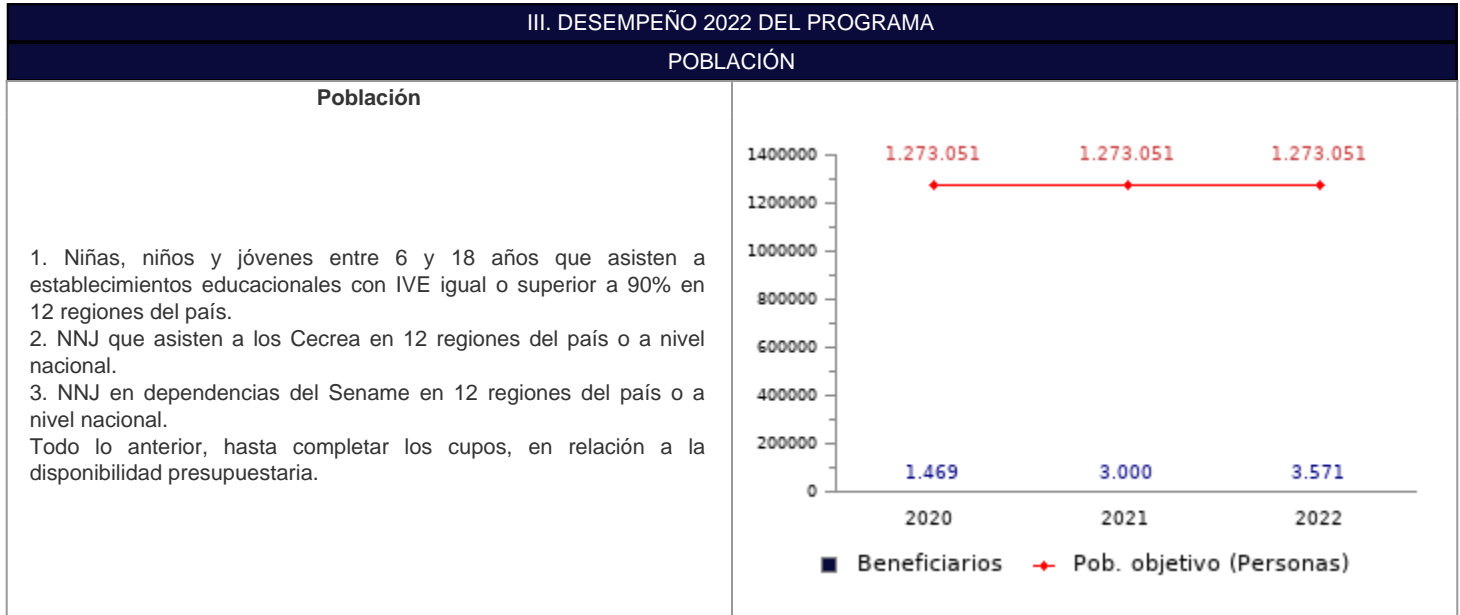 III. DESEMPEÑO 2022 DEL PROGRAMA
POBLACIÓN
Población
1. Niñas, niños y jóvenes entre 6 y 18 años que asisten a
establecimientos educacionales con IVE igual o superior a 90% en
12 regiones del país.
2. NNJ que asisten a los Cecrea en 12 regiones del país o a nivel
nacional.
3. NNJ en dependencias del Sename en 12 regiones del país o a
nivel nacional.
Todo lo anterior, hasta completar los cupos, en relación a la
disponibilidad presupuestaria.
1.273.051 1.273.051 1.273.051
1400000
1200000
1000000
800000
600000
400000
200000
0
1.469 3.000 3.571
2020 2021 2022
Beneficiarios Pob. objetivo (Personas)